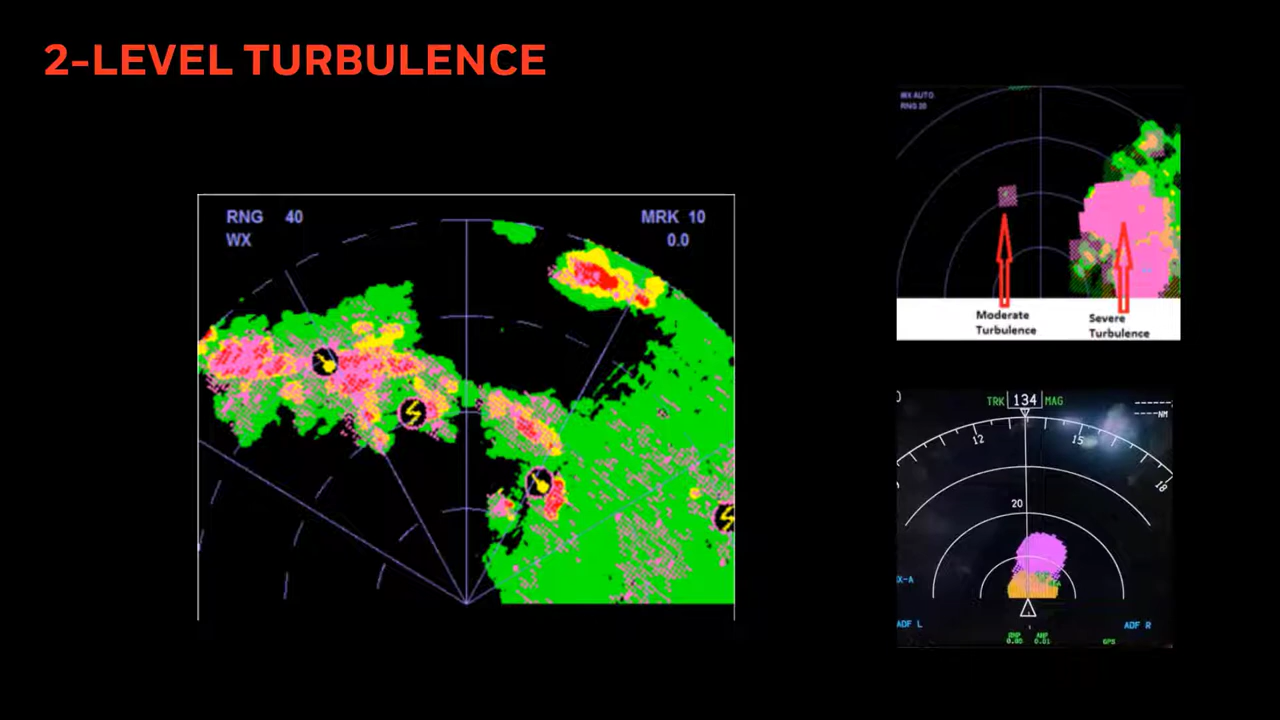 2-LEVEL TURBULENCE
RNG 40
WX
MRK 10
0.0
WX AUTO
RNG 20
Moderate
Turbulence
Severe
Turbulence
TRK 134 MAG
NM
12
15
18
20
X-A
ADF L
ADF R
GPS